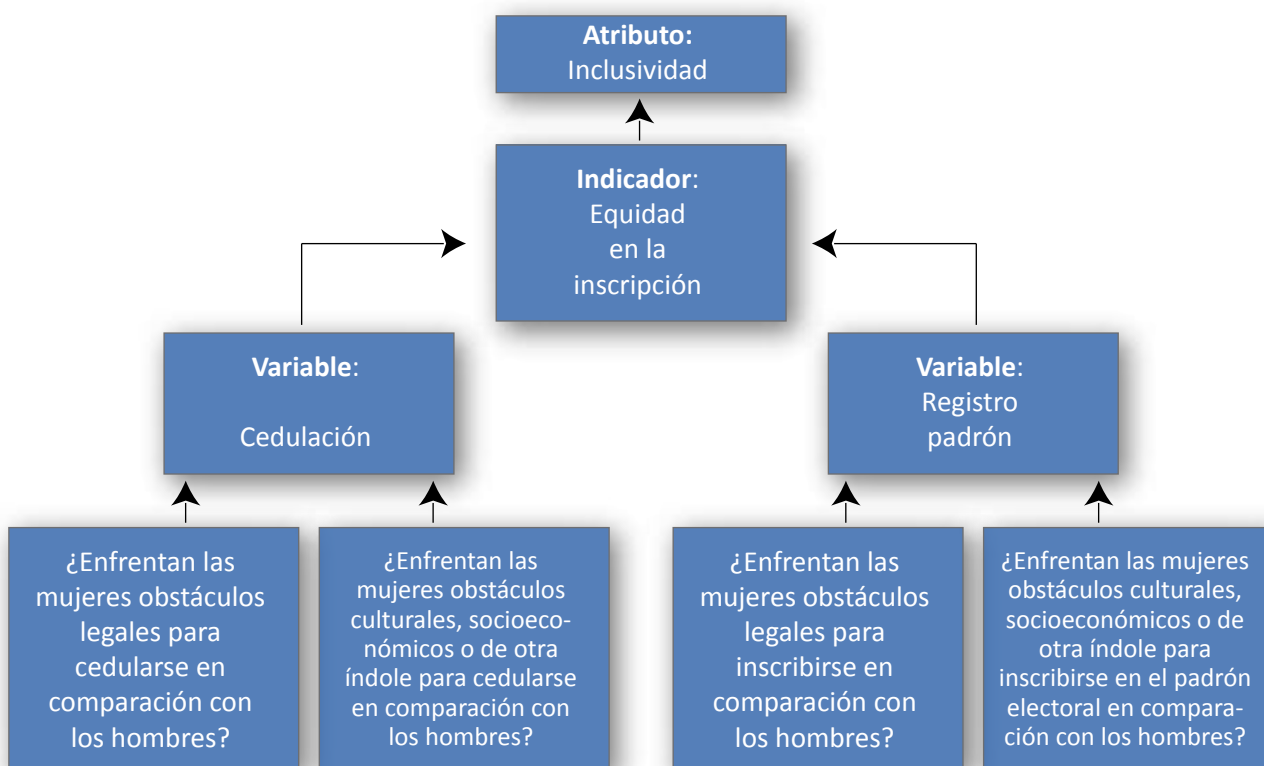 Atributo:
Inclusividad
Indicador:
Equidad
en la
inscripción
Variable:
Cedulación
Variable:
Registro
padrón
¿Enfrentan las
mujeres obstáculos
legales para
cedularse en
comparación con
los hombres?
¿Enfrentan las
mujeres obstáculos
culturales, socioeco-
nómicos o de otra
índole para cedularse
en comparación con
los hombres?
¿Enfrentan las
mujeres obstáculos
legales para
inscribirse en
comparación con
los hombres?
¿Enfrentan las mujeres
obstáculos culturales,
socioeconómicos o de
otra índole para
inscribirse en el padrón
electoral en compara-
ción con los hombres?